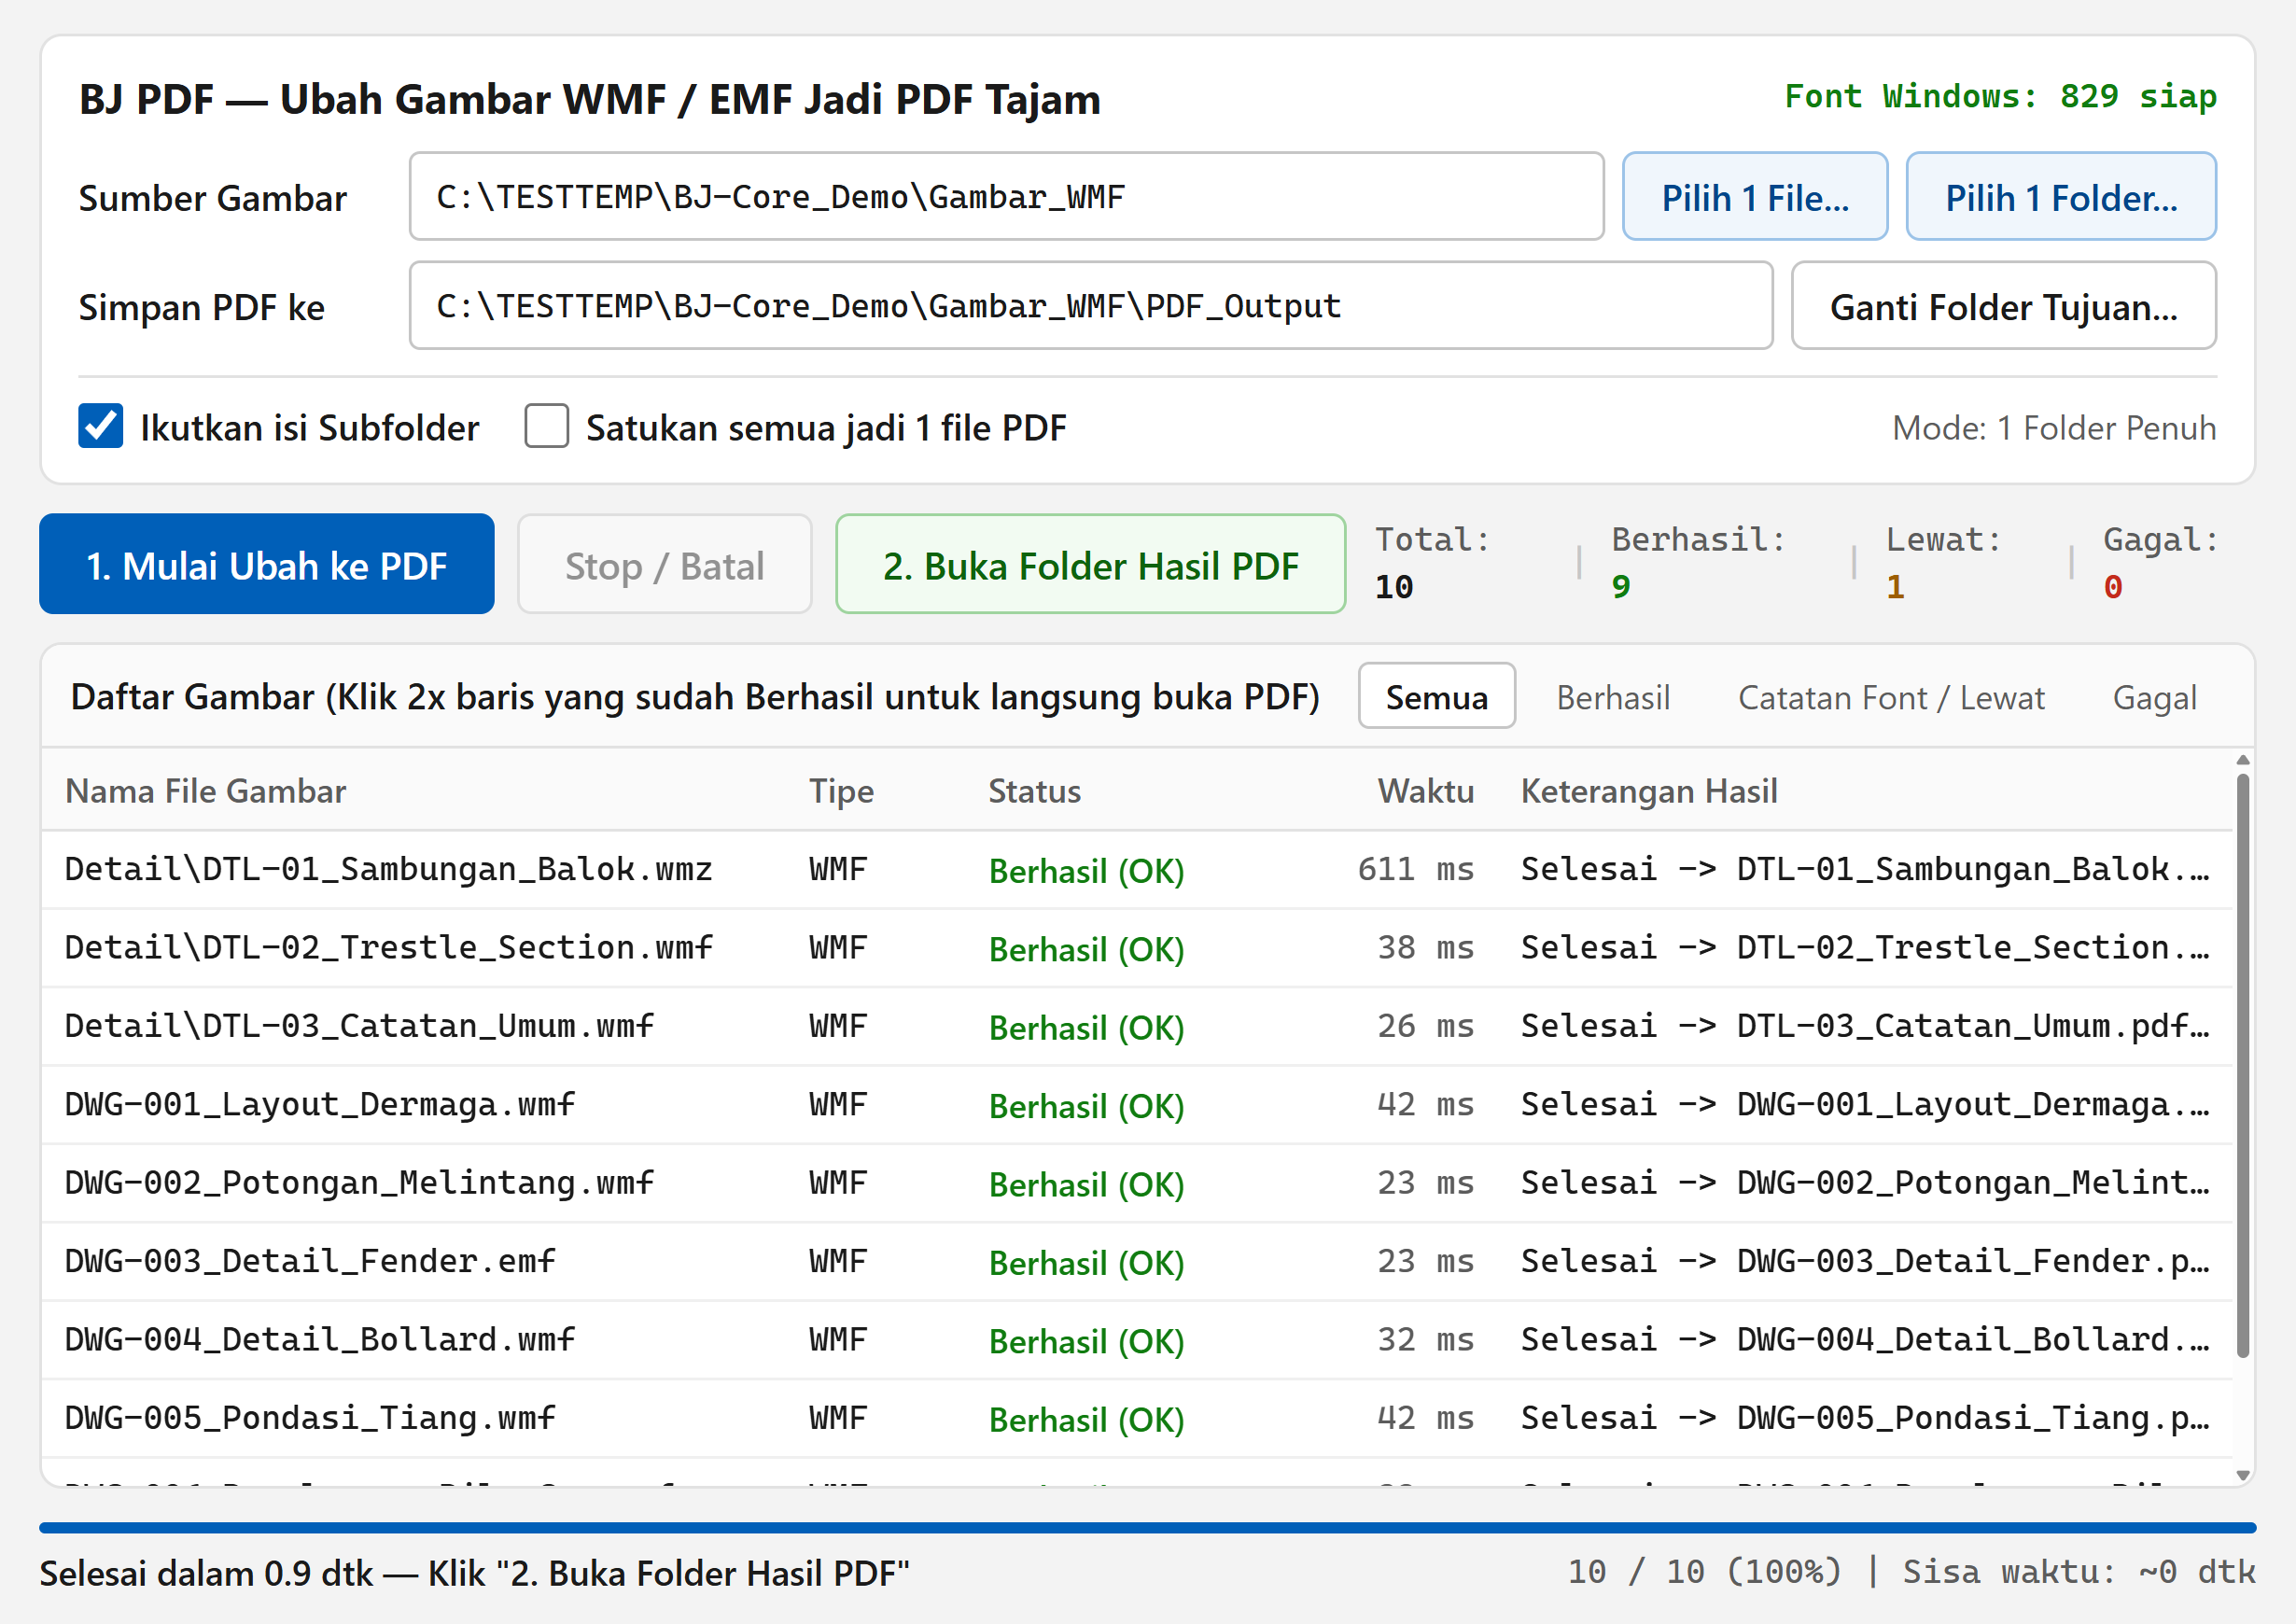 BJ PDF — Ubah Gambar WMF / EMF Jadi PDF Tajam
Font Windows: 829 siap
Sumber Gambar
C:\TESTTEMP\BJ-Core_Demo\Gambar_WMF
Pilih 1 File...
Pilih 1 Folder...
Simpan PDF ke
C:\TESTTEMP\BJ-Core_Demo\Gambar_WMF\PDF_Output
Ganti Folder Tujuan...
Ikutkan isi Subfolder
Satukan semua jadi 1 file PDF
Mode: 1 Folder Penuh
1. Mulai Ubah ke PDF
Stop / Batal
2. Buka Folder Hasil PDF
Total: 10 | Berhasil: 9 | Lewat: 1 | Gagal: 0
Daftar Gambar (Klik 2x baris yang sudah Berhasil untuk langsung buka PDF)
Semua
Berhasil
Catatan Font / Lewat
Gagal
Nama File Gambar Tipe Status Waktu Keterangan Hasil
Detail\DTL-01_Sambungan_Balok.wmz WMF Berhasil (OK) 611 ms Selesai -> DTL-01_Sambungan_Balok.…
Detail\DTL-02_Trestle_Section.wmf WMF Berhasil (OK) 38 ms Selesai -> DTL-02_Trestle_Section.…
Detail\DTL-03_Catatan_Umum.wmf WMF Berhasil (OK) 26 ms Selesai -> DTL-03_Catatan_Umum.pdf…
DWG-001_Layout_Dermaga.wmf WMF Berhasil (OK) 42 ms Selesai -> DWG-001_Layout_Dermaga.…
DWG-002_Potongan_Melintang.wmf WMF Berhasil (OK) 23 ms Selesai -> DWG-002_Potongan_Melint…
DWG-003_Detail_Fender.emf WMF Berhasil (OK) 23 ms Selesai -> DWG-003_Detail_Fender.p…
DWG-004_Detail_Bollard.wmf WMF Berhasil (OK) 32 ms Selesai -> DWG-004_Detail_Bollard.…
DWG-005_Pondasi_Tiang.wmf WMF Berhasil (OK) 42 ms Selesai -> DWG-005_Pondasi_Tiang.p…
Selesai dalam 0.9 dtk — Klik "2. Buka Folder Hasil PDF"
10 / 10 (100%) | Sisa waktu: ~0 dtk